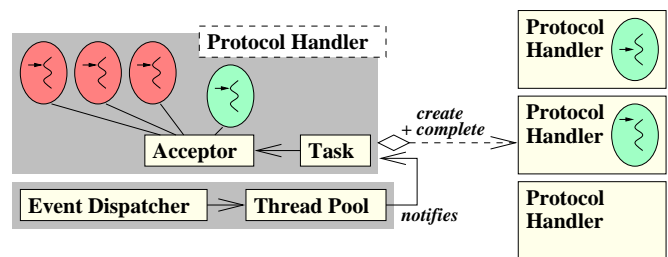 Protocol Handler
Acceptor
Task
create
+ complete
Event Dispatcher
Thread Pool
notifies
Protocol
Handler
Protocol
Handler
Protocol
Handler